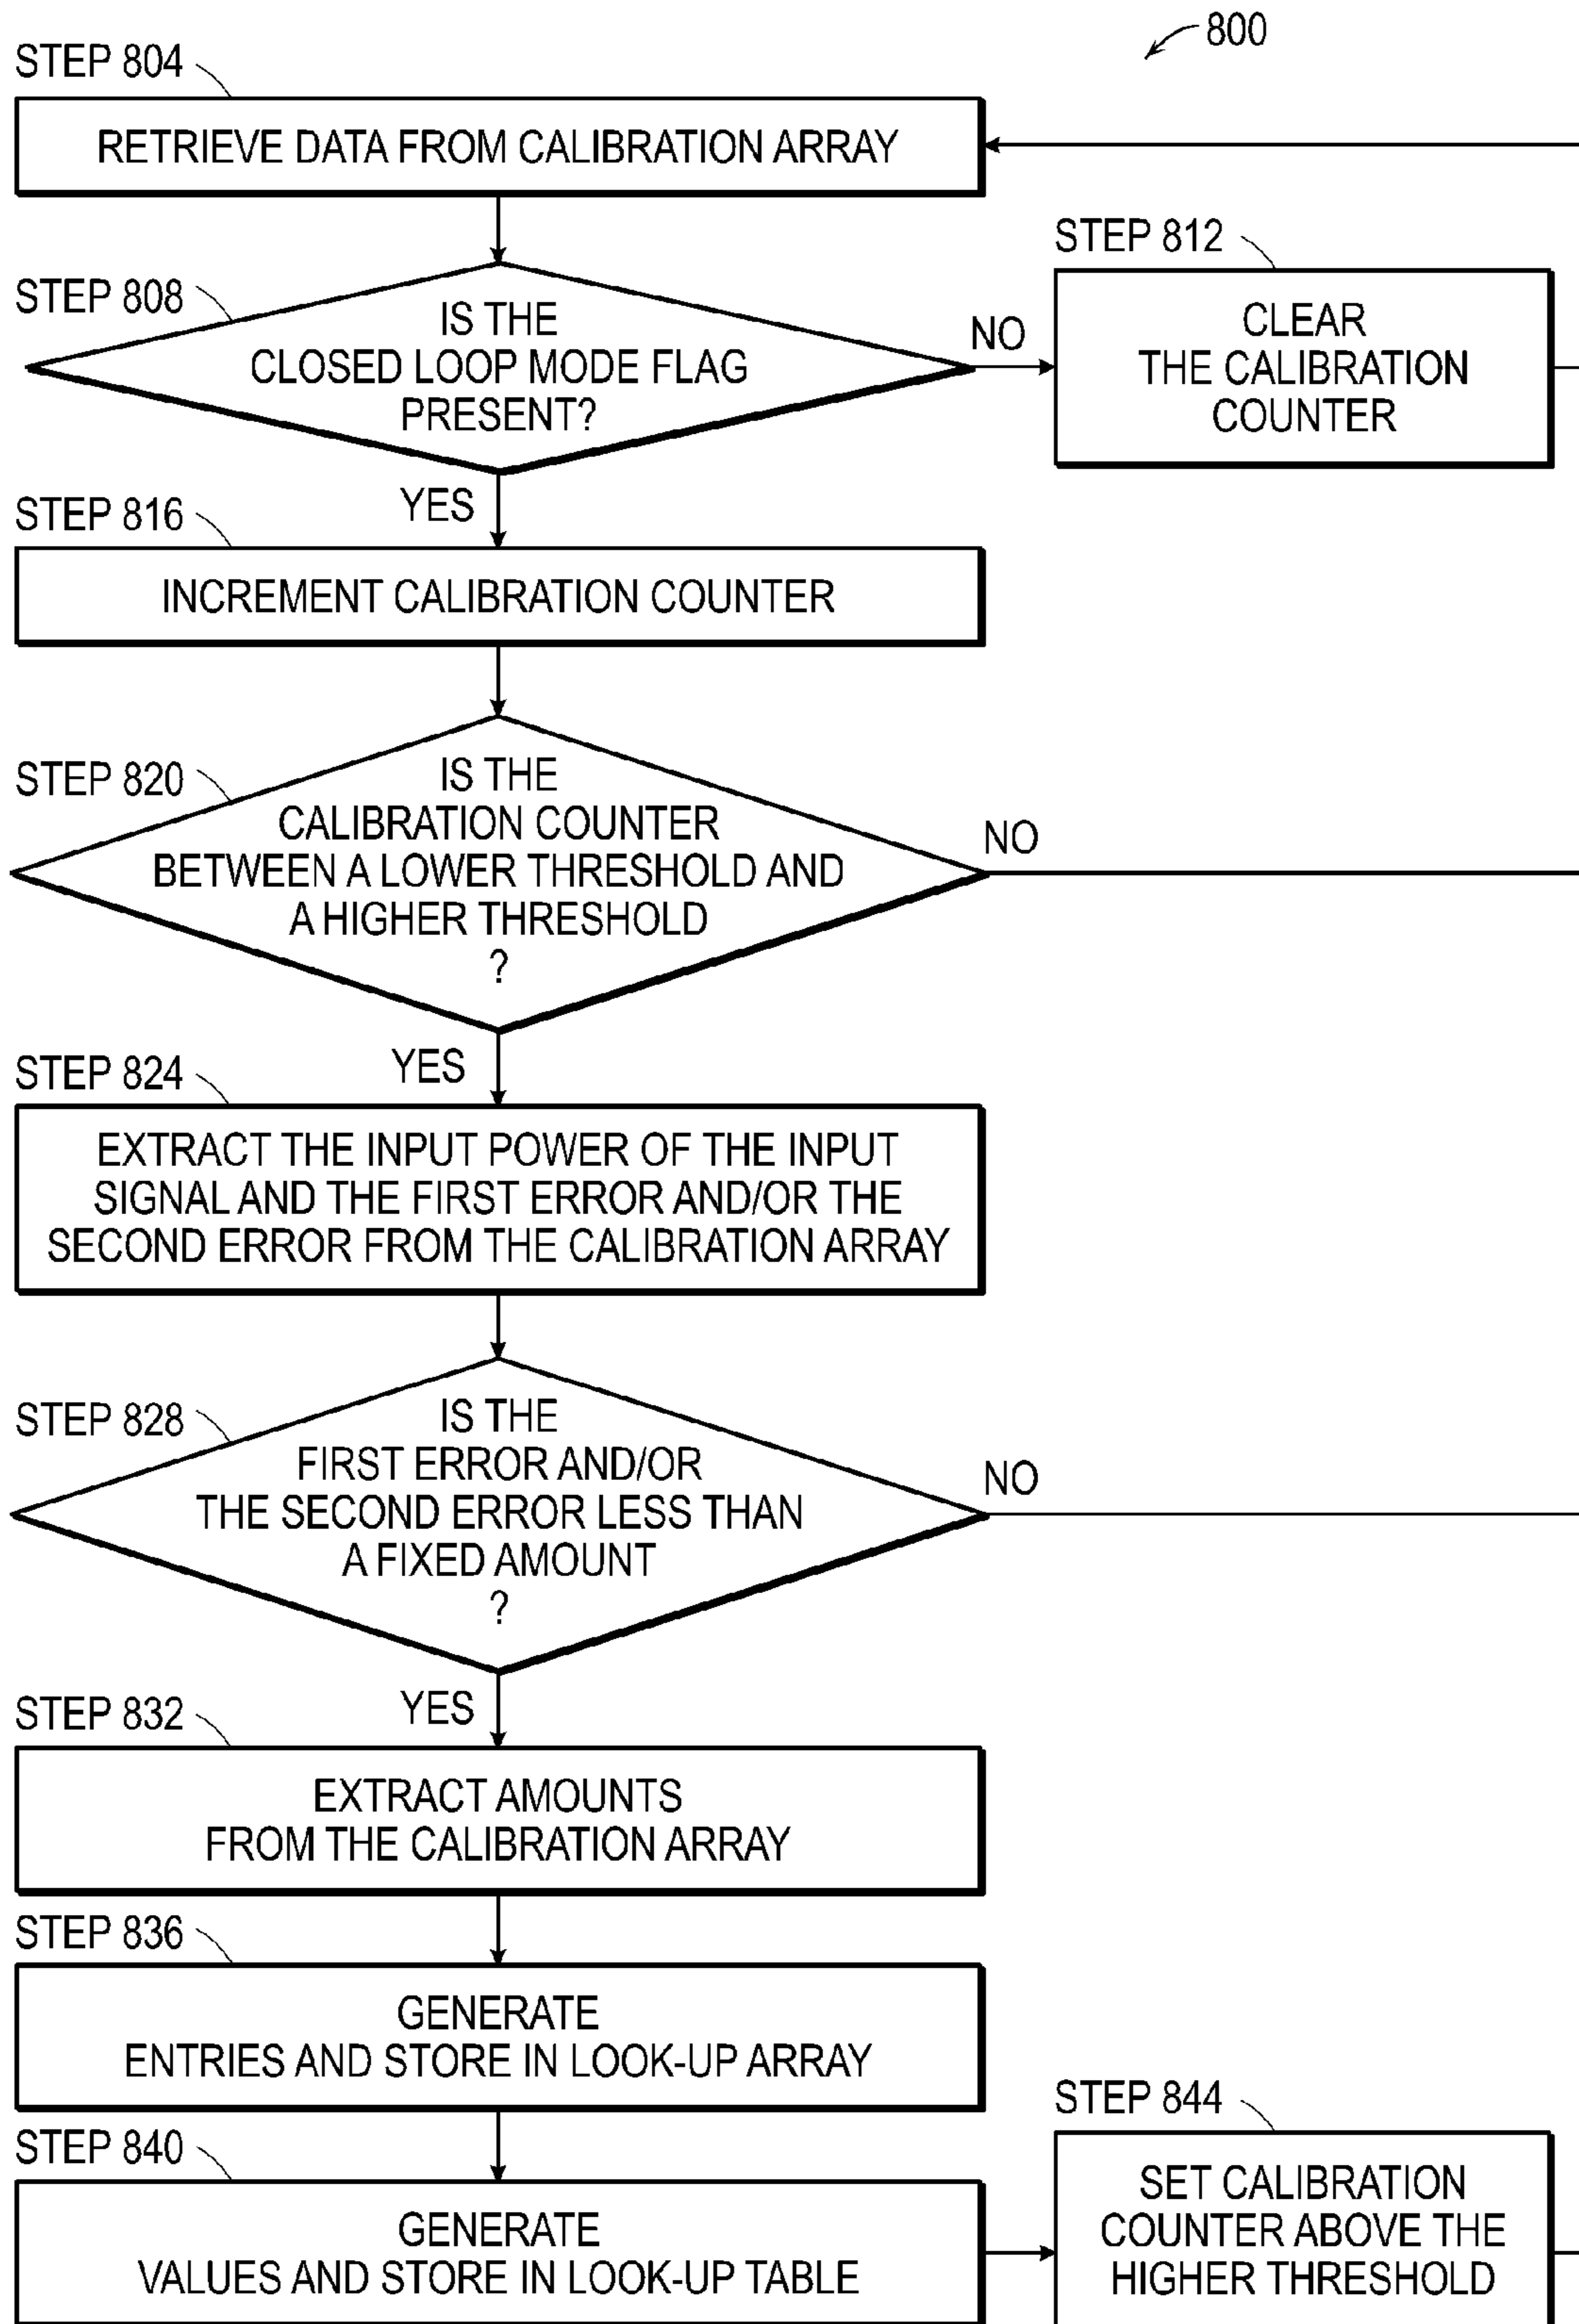 800
STEP 804
RETRIEVE DATA FROM CALIBRATION ARRAY
STEP 808
IS THE
CLOSED LOOP MODE FLAG
PRESENT?
NO
STEP 812
CLEAR
THE CALIBRATION
COUNTER
YES
STEP 816
INCREMENT CALIBRATION COUNTER
STEP 820
IS THE
CALIBRATION COUNTER
BETWEEN A LOWER THRESHOLD AND
A HIGHER THRESHOLD
?
NO
YES
STEP 824
EXTRACT THE INPUT POWER OF THE INPUT
SIGNAL AND THE FIRST ERROR AND/OR THE
SECOND ERROR FROM THE CALIBRATION ARRAY
STEP 828
IS THE
FIRST ERROR AND/OR
THE SECOND ERROR LESS THAN
A FIXED AMOUNT
?
NO
YES
STEP 832
EXTRACT AMOUNTS
FROM THE CALIBRATION ARRAY
STEP 836
GENERATE
ENTRIES AND STORE IN LOOK-UP ARRAY
STEP 840
GENERATE
VALUES AND STORE IN LOOK-UP TABLE
STEP 844
SET CALIBRATION
COUNTER ABOVE THE
HIGHER THRESHOLD